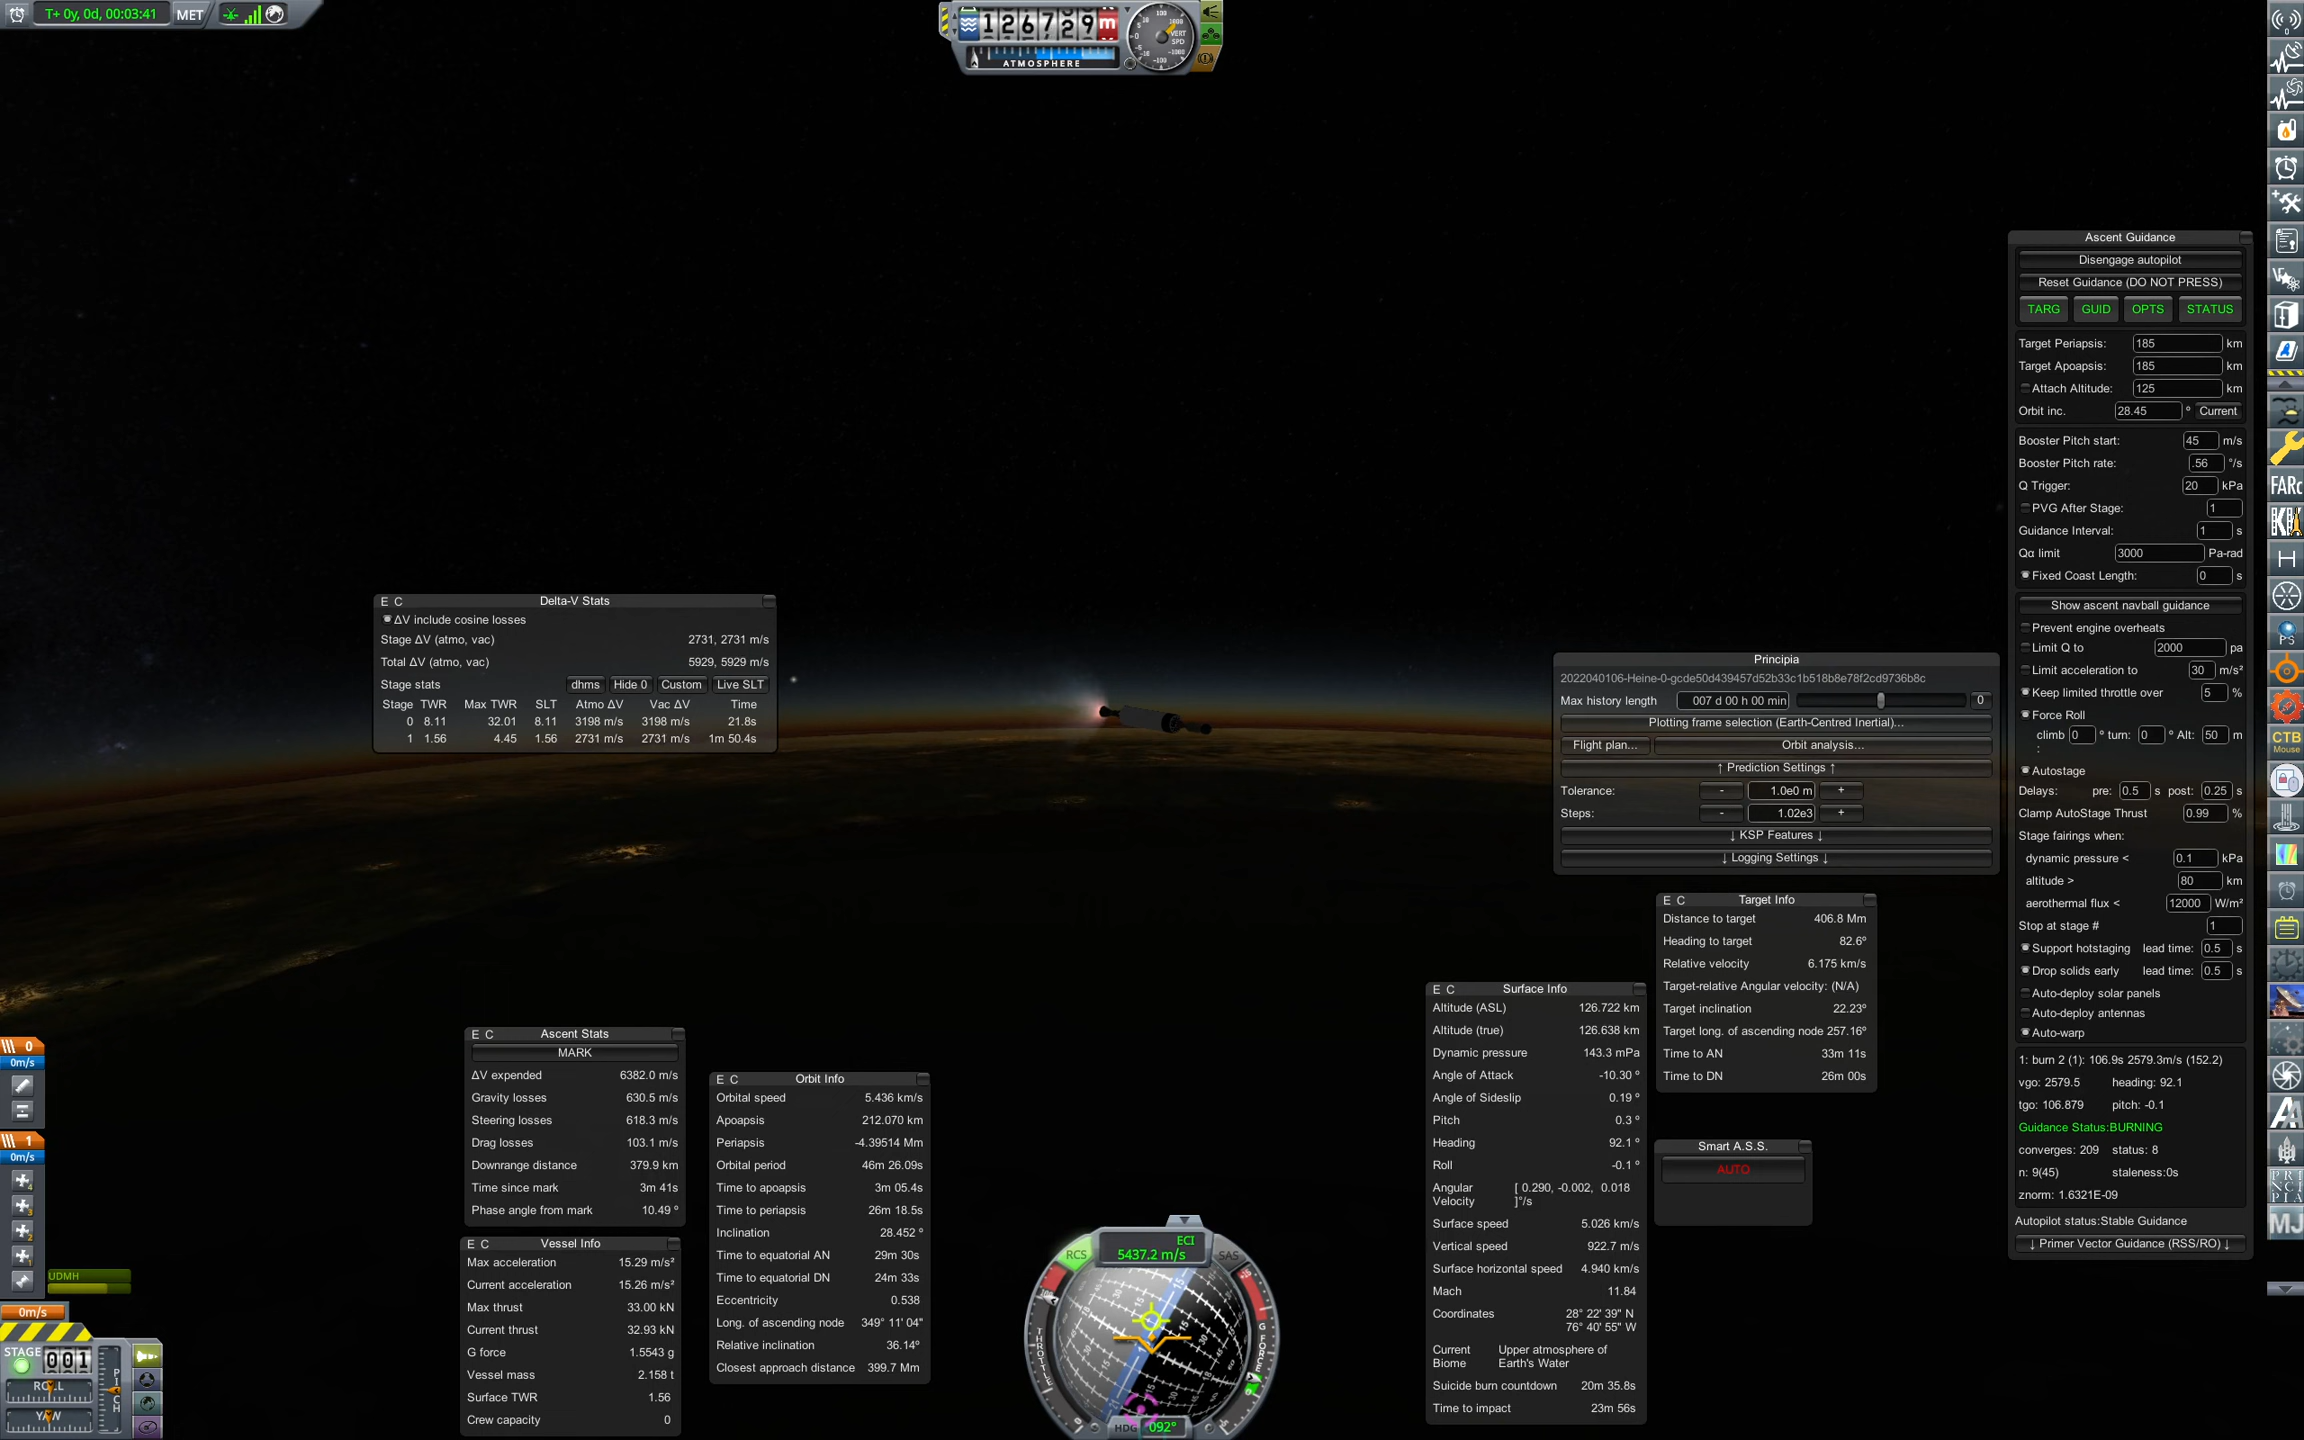 T+ 0y, 0d, 00:03:41 MET
126729 m
VERT SPD
ATMOSPHERE
Ascent Guidance
Disengage autopilot
Reset Guidance (DO NOT PRESS)
TARG GUID OPTS STATUS
Target Periapsis: 185 km
Target Apoapsis: 185 km
Attach Altitude: 125 km
Orbit inc. 28.45 º Current
Booster Pitch start: 45 m/s
Booster Pitch rate: .56 °/s
Q Trigger: 20 kPa
PVG After Stage: 1
Guidance Interval: 1 s
Qα limit 3000 Pa-rad
Fixed Coast Length: 0 s
Show ascent navball guidance
Prevent engine overheats
Limit Q to 2000 pa
Limit acceleration to 30 m/s²
Keep limited throttle over 5 %
Force Roll
climb 0 º turn: 0 º Alt: 50 m
:
Autostage
Delays: pre: 0.5 s post: 0.25 s
Clamp AutoStage Thrust 0.99 %
Stage fairings when:
dynamic pressure < 0.1 kPa
altitude > 80 km
aerothermal flux < 12000 W/m²
Stop at stage # 1
Support hotstaging lead time: 0.5 s
Drop solids early lead time: 0.5 s
Auto-deploy solar panels
Auto-deploy antennas
Auto-warp
1: burn 2 (1): 106.9s 2579.3m/s (152.2)
vgo: 2579.5 heading: 92.1
tgo: 106.879 pitch: -0.1
Guidance Status:BURNING
converges: 209 status: 8
n: 9(45) staleness:0s
znorm: 1.6321E-09
Autopilot status:Stable Guidance
↓ Primer Vector Guidance (RSS/RO) ↓
E C Delta-V Stats
ΔV include cosine losses
Stage ΔV (atmo, vac) 2731, 2731 m/s
Total ΔV (atmo, vac) 5929, 5929 m/s
Stage stats dhms Hide 0 Custom Live SLT
Stage TWR Max TWR SLT Atmo ΔV Vac ΔV Time
0 8.11 32.01 8.11 3198 m/s 3198 m/s 21.8s
1 1.56 4.45 1.56 2731 m/s 2731 m/s 1m 50.4s
Principia
2022040106-Heine-0-gcde50d439457d52b33c1b518b8e78f2cd9736b8c
Max history length 007 d 00 h 00 min 0
Plotting frame selection (Earth-Centred Inertial)...
Flight plan... Orbit analysis...
↑ Prediction Settings ↑
Tolerance: - 1.0e0 m +
Steps: - 1.02e3 +
↓ KSP Features ↓
↓ Logging Settings ↓
E C Target Info
Distance to target 406.8 Mm
Heading to target 82.6º
Relative velocity 6.175 km/s
Target-relative Angular velocity: (N/A)
Target inclination 22.23º
Target long. of ascending node 257.16º
Time to AN 33m 11s
Time to DN 26m 00s
E C Surface Info
Altitude (ASL) 126.722 km
Altitude (true) 126.638 km
Dynamic pressure 143.3 mPa
Angle of Attack -10.30 º
Angle of Sideslip 0.19 º
Pitch 0.3 º
Heading 92.1 º
Roll -0.1 º
Angular Velocity [ 0.290, -0.002, 0.018 ]°/s
Surface speed 5.026 km/s
Vertical speed 922.7 m/s
Surface horizontal speed 4.940 km/s
Mach 11.84
Coordinates 28° 22' 39" N
76° 40' 55" W
Current Biome Upper atmosphere of Earth's Water
Suicide burn countdown 20m 35.8s
Time to impact 23m 56s
Smart A.S.S.
AUTO
E C Ascent Stats
MARK
ΔV expended 6382.0 m/s
Gravity losses 630.5 m/s
Steering losses 618.3 m/s
Drag losses 103.1 m/s
Downrange distance 379.9 km
Time since mark 3m 41s
Phase angle from mark 10.49 º
E C Vessel Info
Max acceleration 15.29 m/s²
Current acceleration 15.26 m/s²
Max thrust 33.00 kN
Current thrust 32.93 kN
G force 1.5543 g
Vessel mass 2.158 t
Surface TWR 1.56
Crew capacity 0
E C Orbit Info
Orbital speed 5.436 km/s
Apoapsis 212.070 km
Periapsis -4.39514 Mm
Orbital period 46m 26.09s
Time to apoapsis 3m 05.4s
Time to periapsis 26m 18.5s
Inclination 28.452 º
Time to equatorial AN 29m 30s
Time to equatorial DN 24m 33s
Eccentricity 0.538
Long. of ascending node 349° 11' 04"
Relative inclination 36.14º
Closest approach distance 399.7 Mm
ECI
5437.2 m/s
RCS SAS
THROTTLE
G FORCE
HDG 092°
0
0m/s
1
0m/s
UDMH
0m/s
STAGE 001
ROLL
YAW
PITCH
FARc
PS
CTB
Mouse
PRINCIPIA
MJ